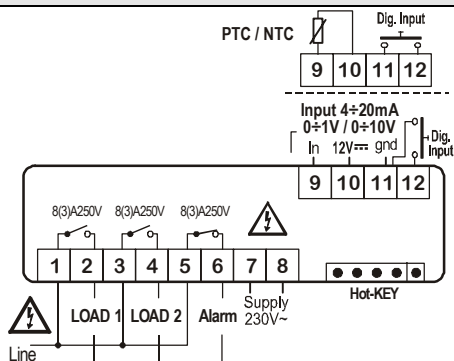 PTC / NTC
Dig. Input
9 10 11 12
Input 4÷20mA
0÷1V / 0÷10V
In 12V gnd
Dig.
Input
9 10 11 12
8(3)A250V 8(3)A250V 8(3)A250V
1 2 3 4 5 6 7 8
Hot-KEY
LOAD 1 LOAD 2 Alarm
Supply
230V~
Line